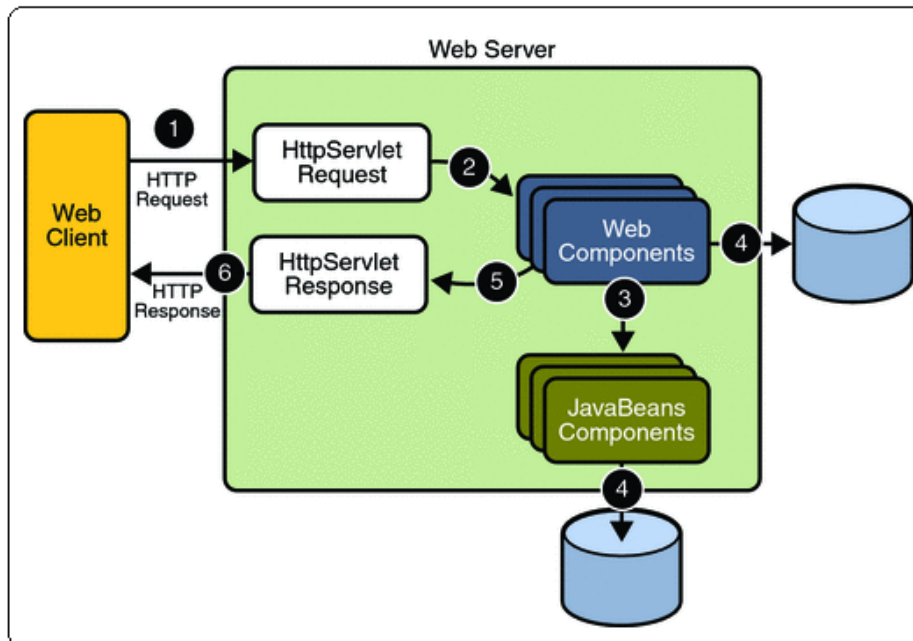 Web Server
1
HttpServlet
Request
2
HTTP
Request
Web
Client
Web
Components
4
6
HttpServlet
Response
5
HTTP
Response
3
JavaBeans
Components
4